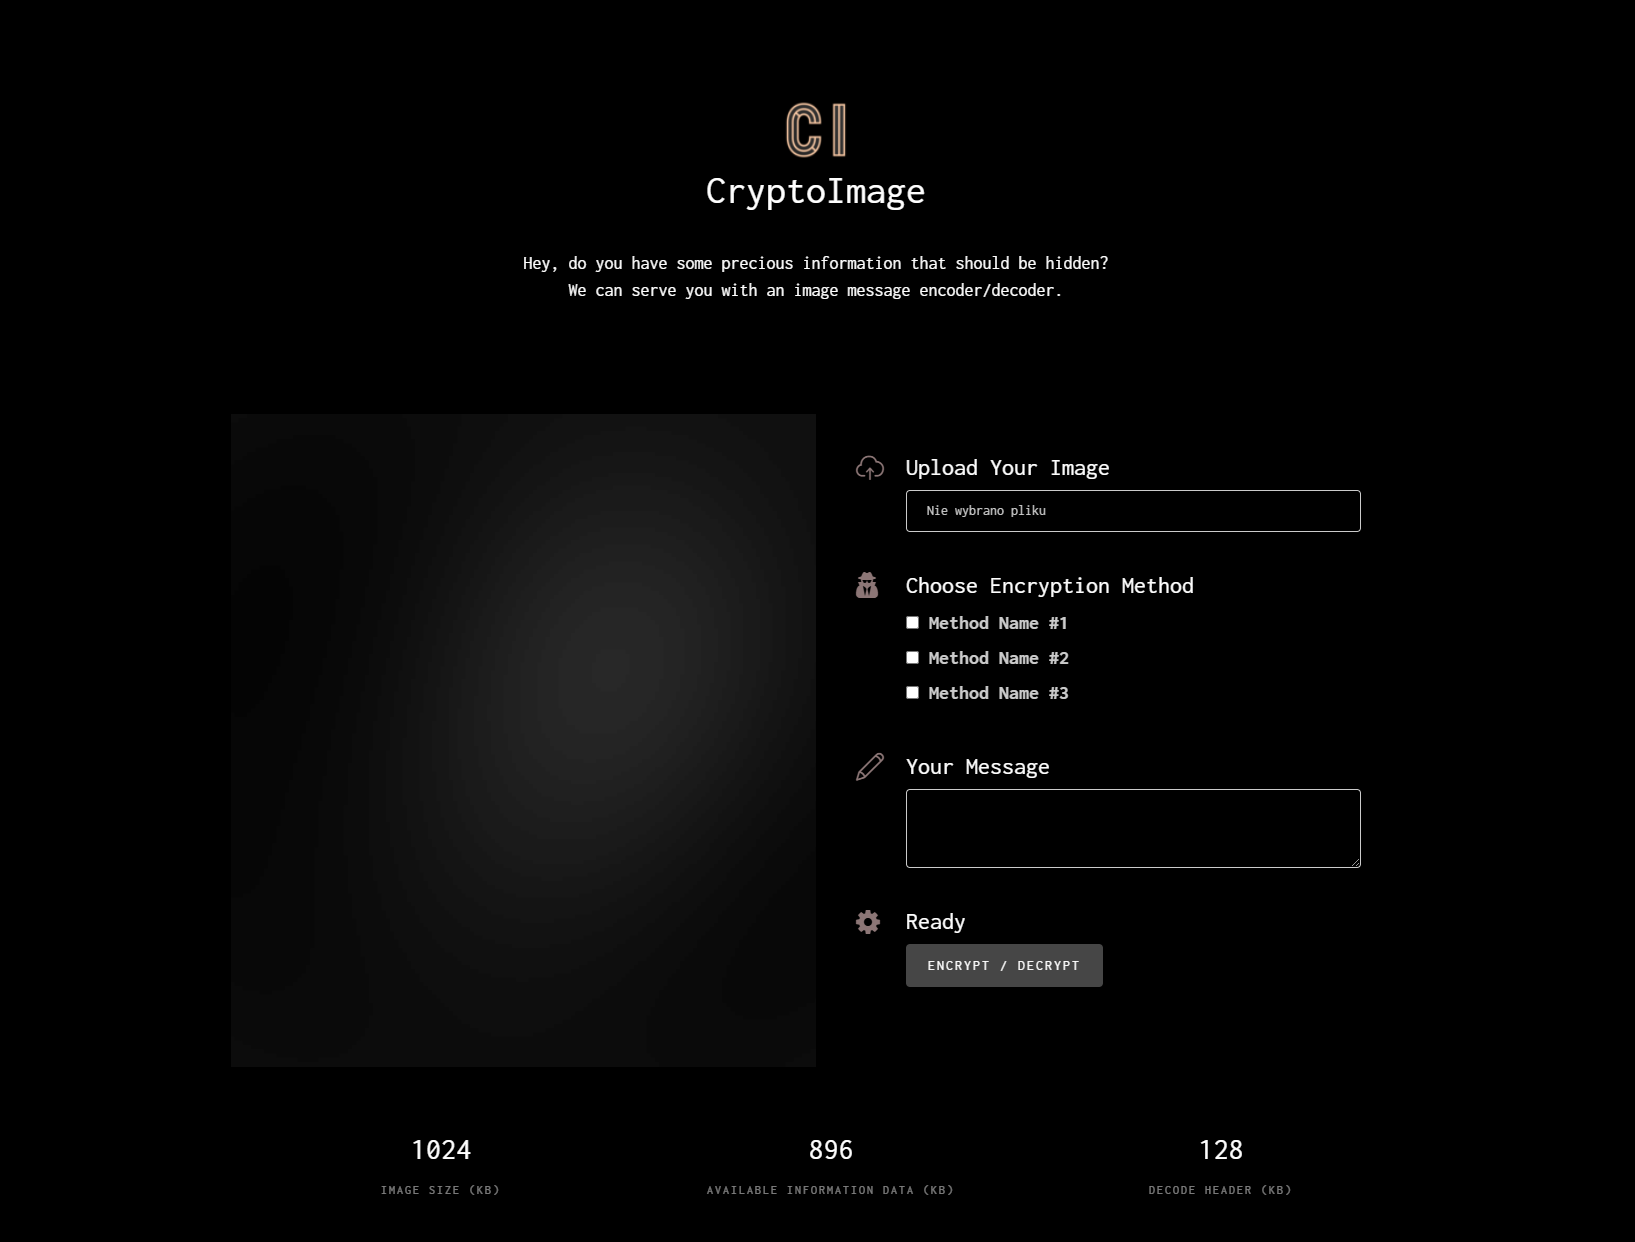 CI
CryptoImage
Hey, do you have some precious information that should be hidden?
We can serve you with an image message encoder/decoder.
Upload Your Image
Nie wybrano pliku
Choose Encryption Method
Method Name #1
Method Name #2
Method Name #3
Your Message
Ready
ENCRYPT / DECRYPT
1024
IMAGE SIZE (KB)
896
AVAILABLE INFORMATION DATA (KB)
128
DECODE HEADER (KB)